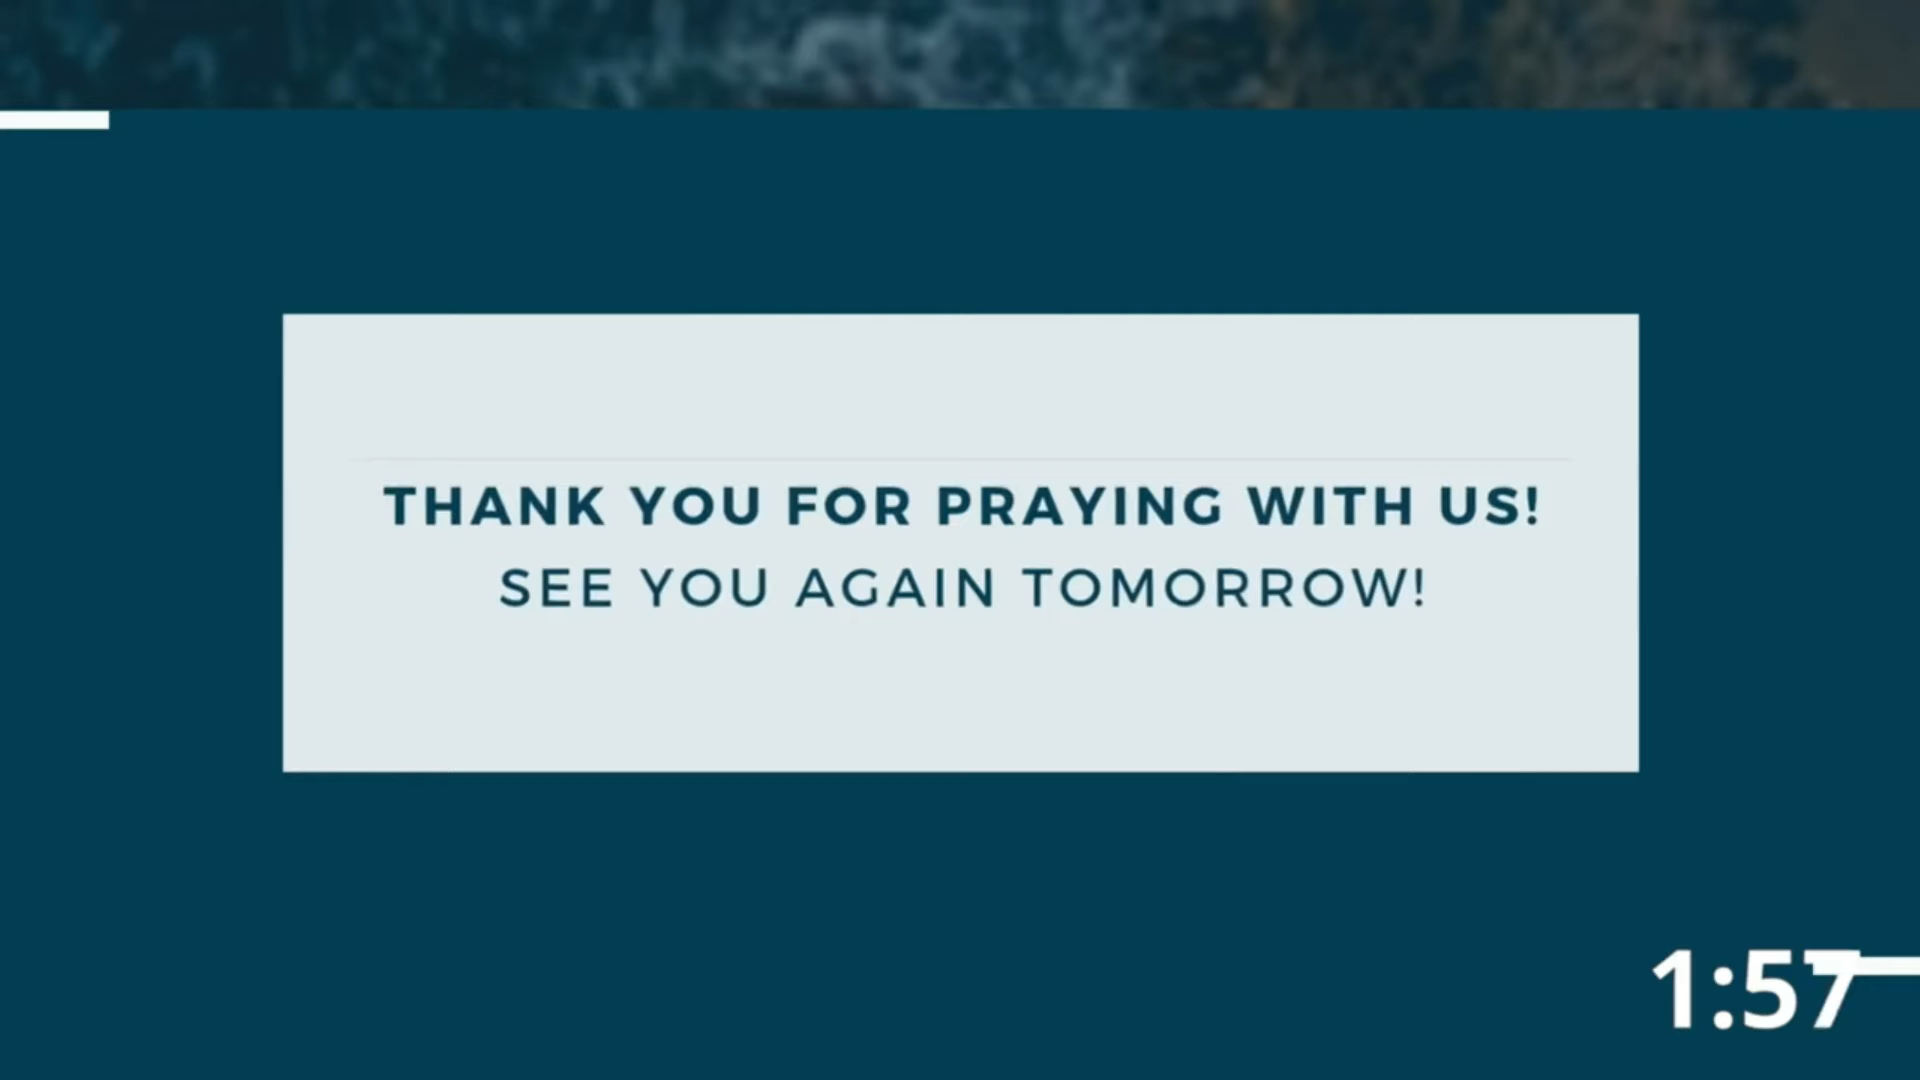 THANK YOU FOR PRAYING WITH US!
SEE YOU AGAIN TOMORROW!
1:57